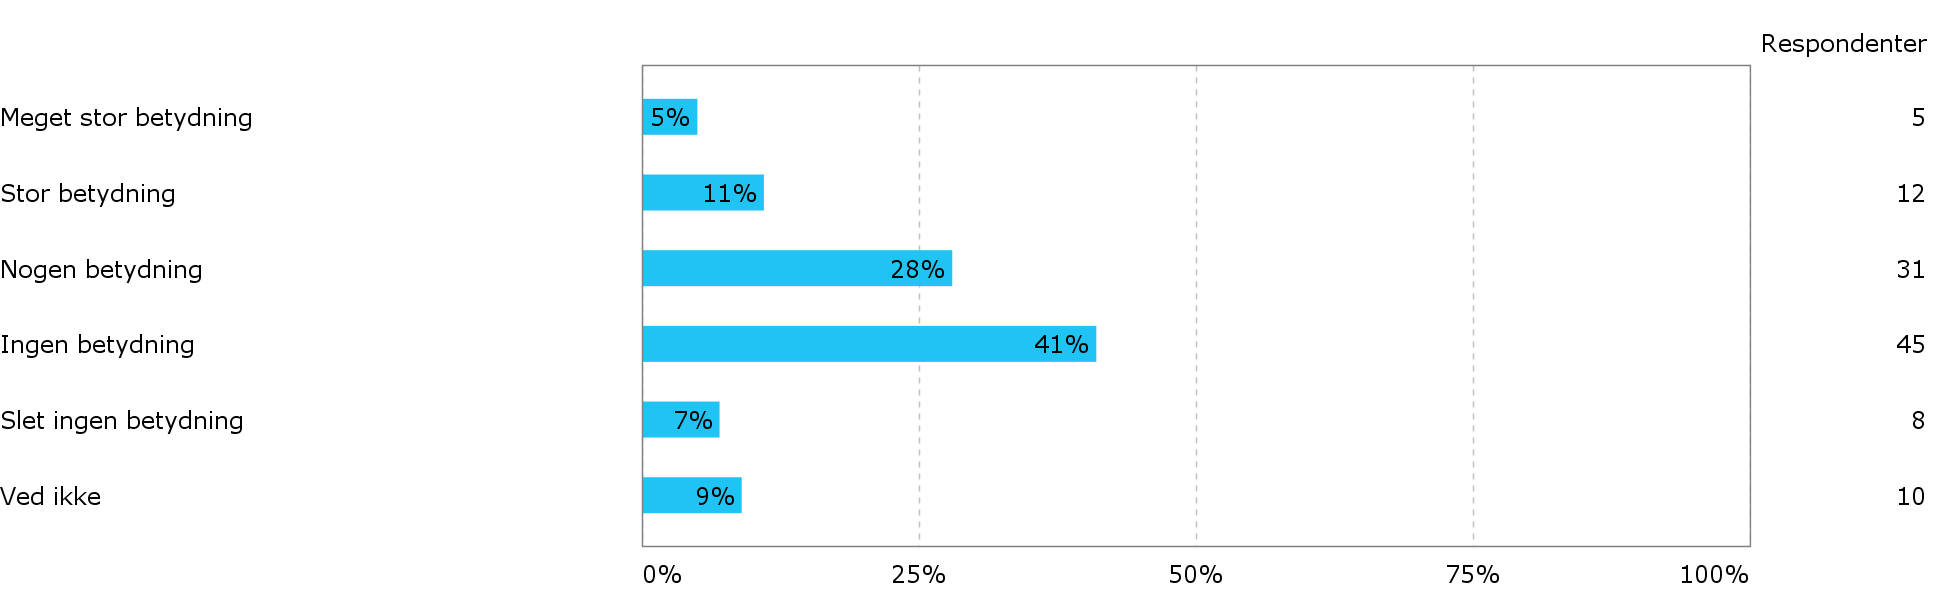 Respondenter
Meget stor betydning 5% 5
Stor betydning 11% 12
Nogen betydning 28% 31
Ingen betydning 41% 45
Slet ingen betydning 7% 8
Ved ikke 9% 10
0% 25% 50% 75% 100%